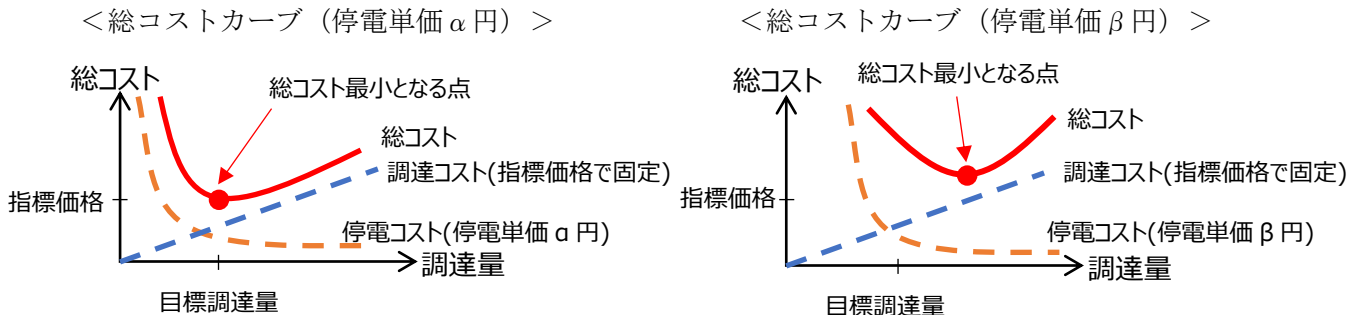 ＜総コストカーブ（停電単価α円）＞
総コスト
総コスト最小となる点
総コスト
調達コスト(指標価格で固定)
指標価格
停電コスト(停電単価 α 円)
調達量
目標調達量
＜総コストカーブ（停電単価β円）＞
総コスト
総コスト最小となる点
総コスト
調達コスト(指標価格で固定)
指標価格
停電コスト(停電単価 β 円)
調達量
目標調達量